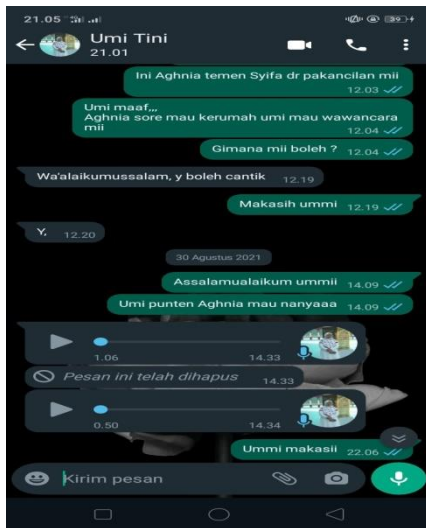 21.05
Umi Tini
21.01
Ini Aghnia temen Syifa dr pakancilan mii
12.03
Umi maaf,,,
Aghnia sore mau kerumah umi mau wawancara
mii
12.04
Gimana mii boleh ? 12.04
Wa'alaikumussalam, y boleh cantik 12.19
Makasih ummi 12.19
Y, 12.20
30 Agustus 2021
Assalamualaikum ummii 14.09
Umi punten Aghnia mau nanyaaa 14.09
1.06 14.33
Pesan ini telah dihapus 14.33
0.50 14.34
Ummi makasii 22.06
Kirim pesan